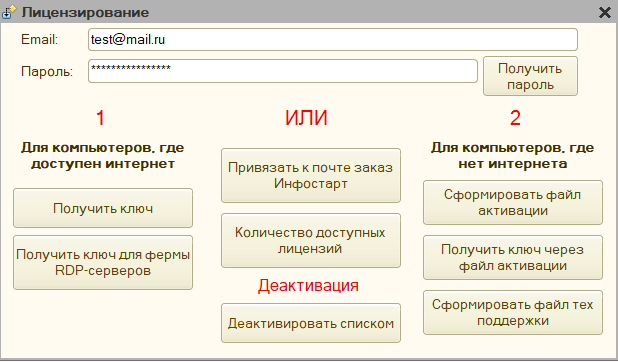 Лицензирование
Email: test@mail.ru
Пароль: ****************
Получить
пароль
1
ИЛИ
2
Для компьютеров, где
доступен интернет
Получить ключ
Получить ключ для фермы
RDP-серверов
Привязать к почте заказ
Инфостарт
Количество доступных
лицензий
Деактивация
Деактивировать списком
Для компьютеров, где
нет интернета
Сформировать файл
активации
Получить ключ через
файл активации
Сформировать файл тех
поддержки